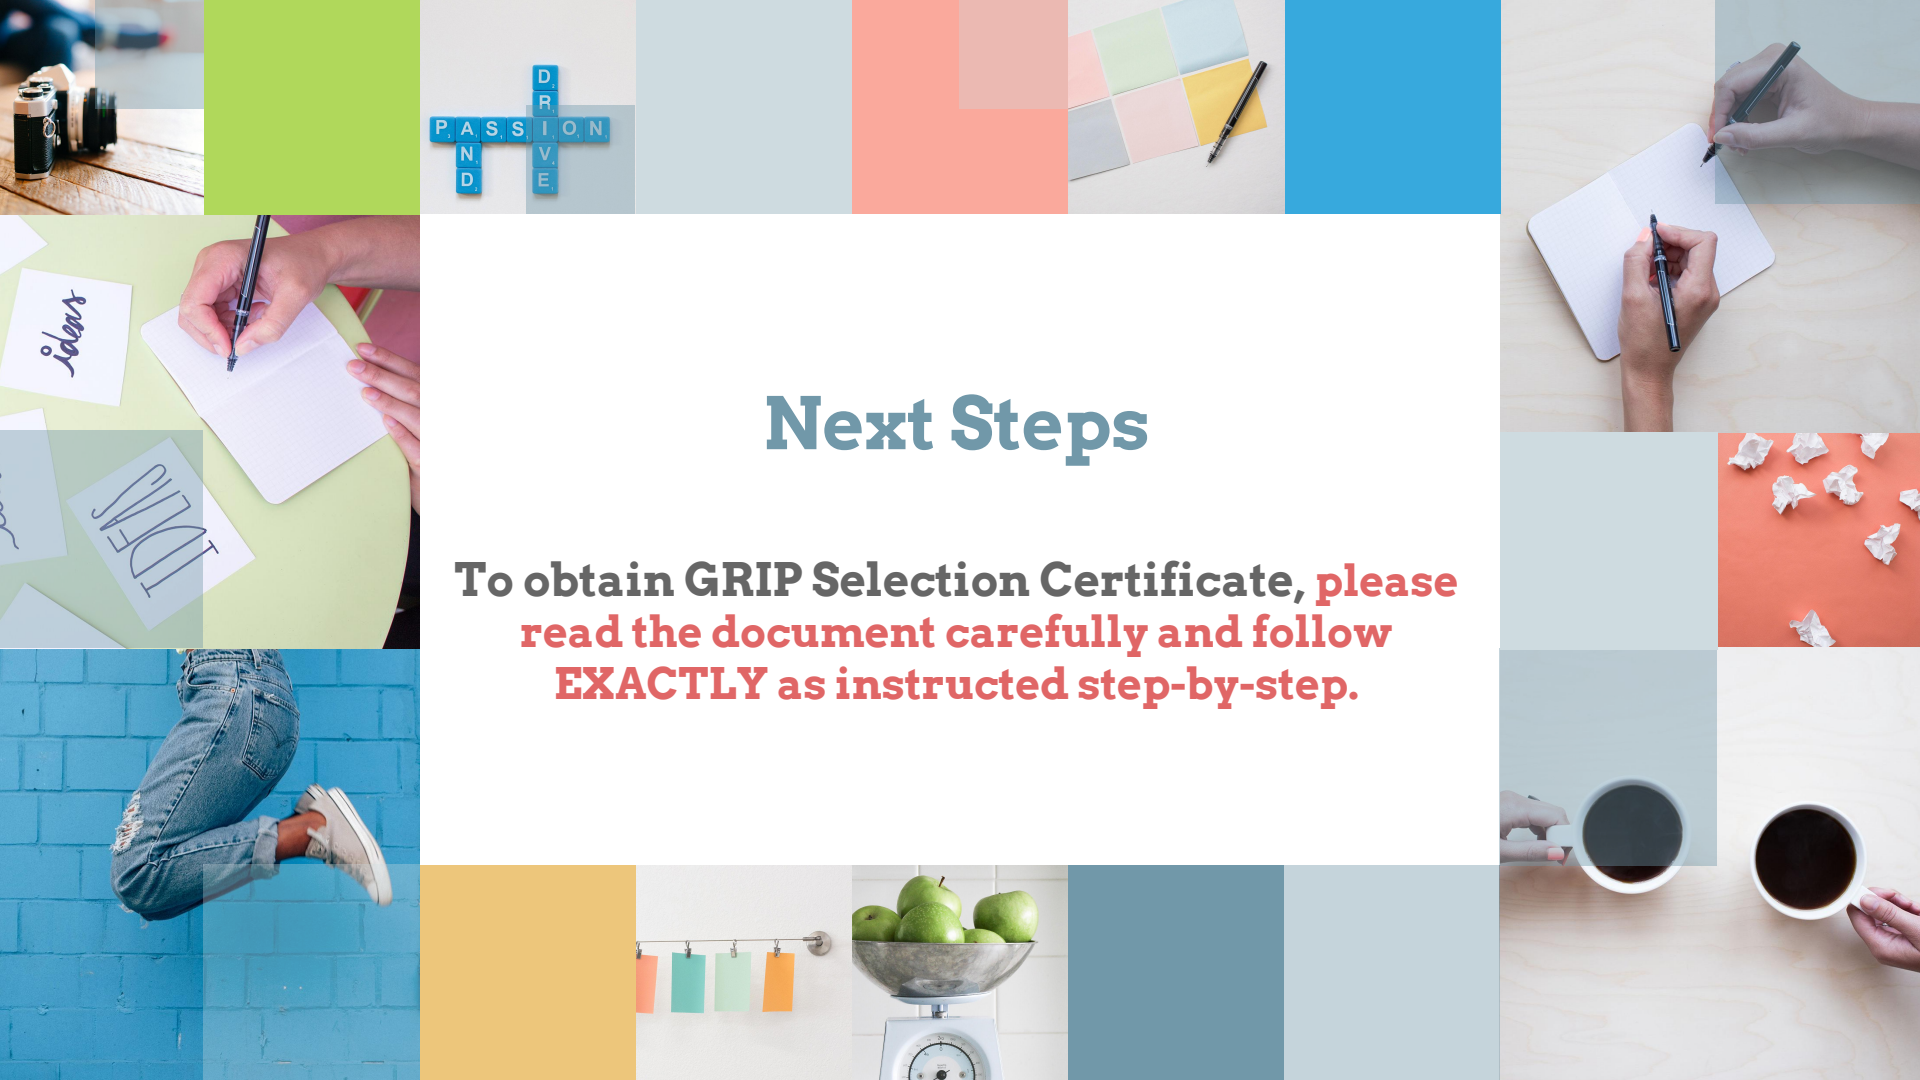 DRIVE
PASSION
AND
ideas
IDEAS
Next Steps
To obtain GRIP Selection Certificate, please
read the document carefully and follow
EXACTLY as instructed step-by-step.